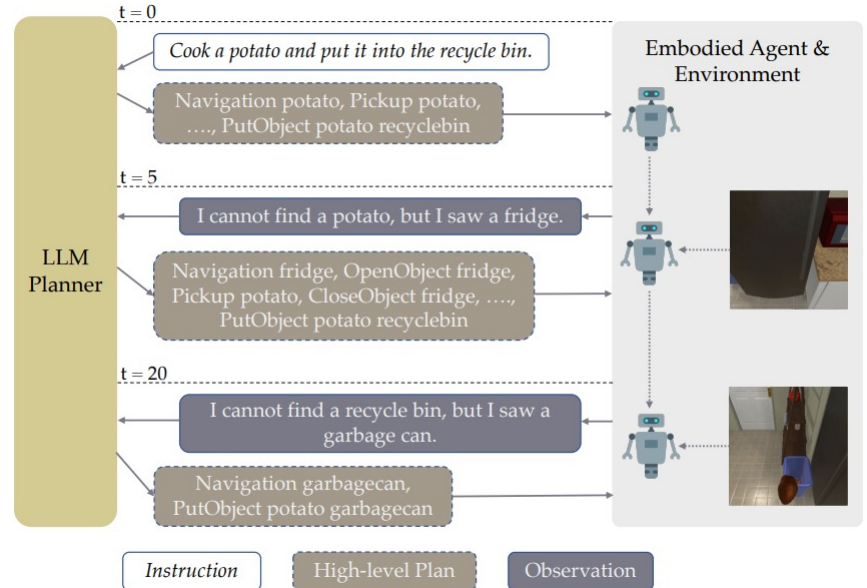 t = 0
Cook a potato and put it into the recycle bin.
Embodied Agent &
Environment
Navigation potato, Pickup potato,
…., PutObject potato recyclebin
t = 5
I cannot find a potato, but I saw a fridge.
LLM
Planner
Navigation fridge, OpenObject fridge,
Pickup potato, CloseObject fridge, ….,
PutObject potato recyclebin
t = 20
I cannot find a recycle bin, but I saw a
garbage can.
Navigation garbagecan,
PutObject potato garbagecan
Instruction
High-level Plan
Observation